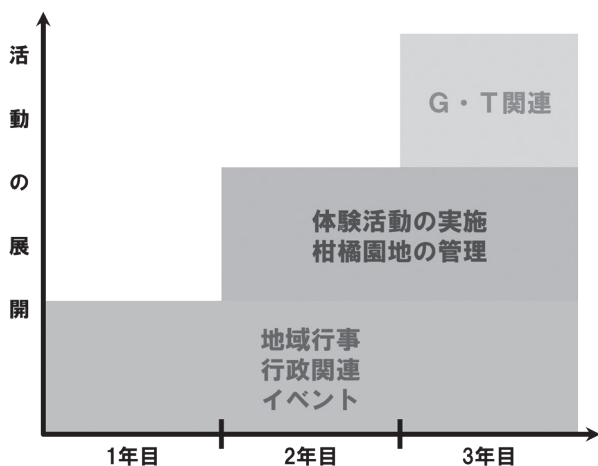 活動の展開
G・T関連
体験活動の実施
柑橘園地の管理
地域行事
行政関連
イベント
1年目
2年目
3年目